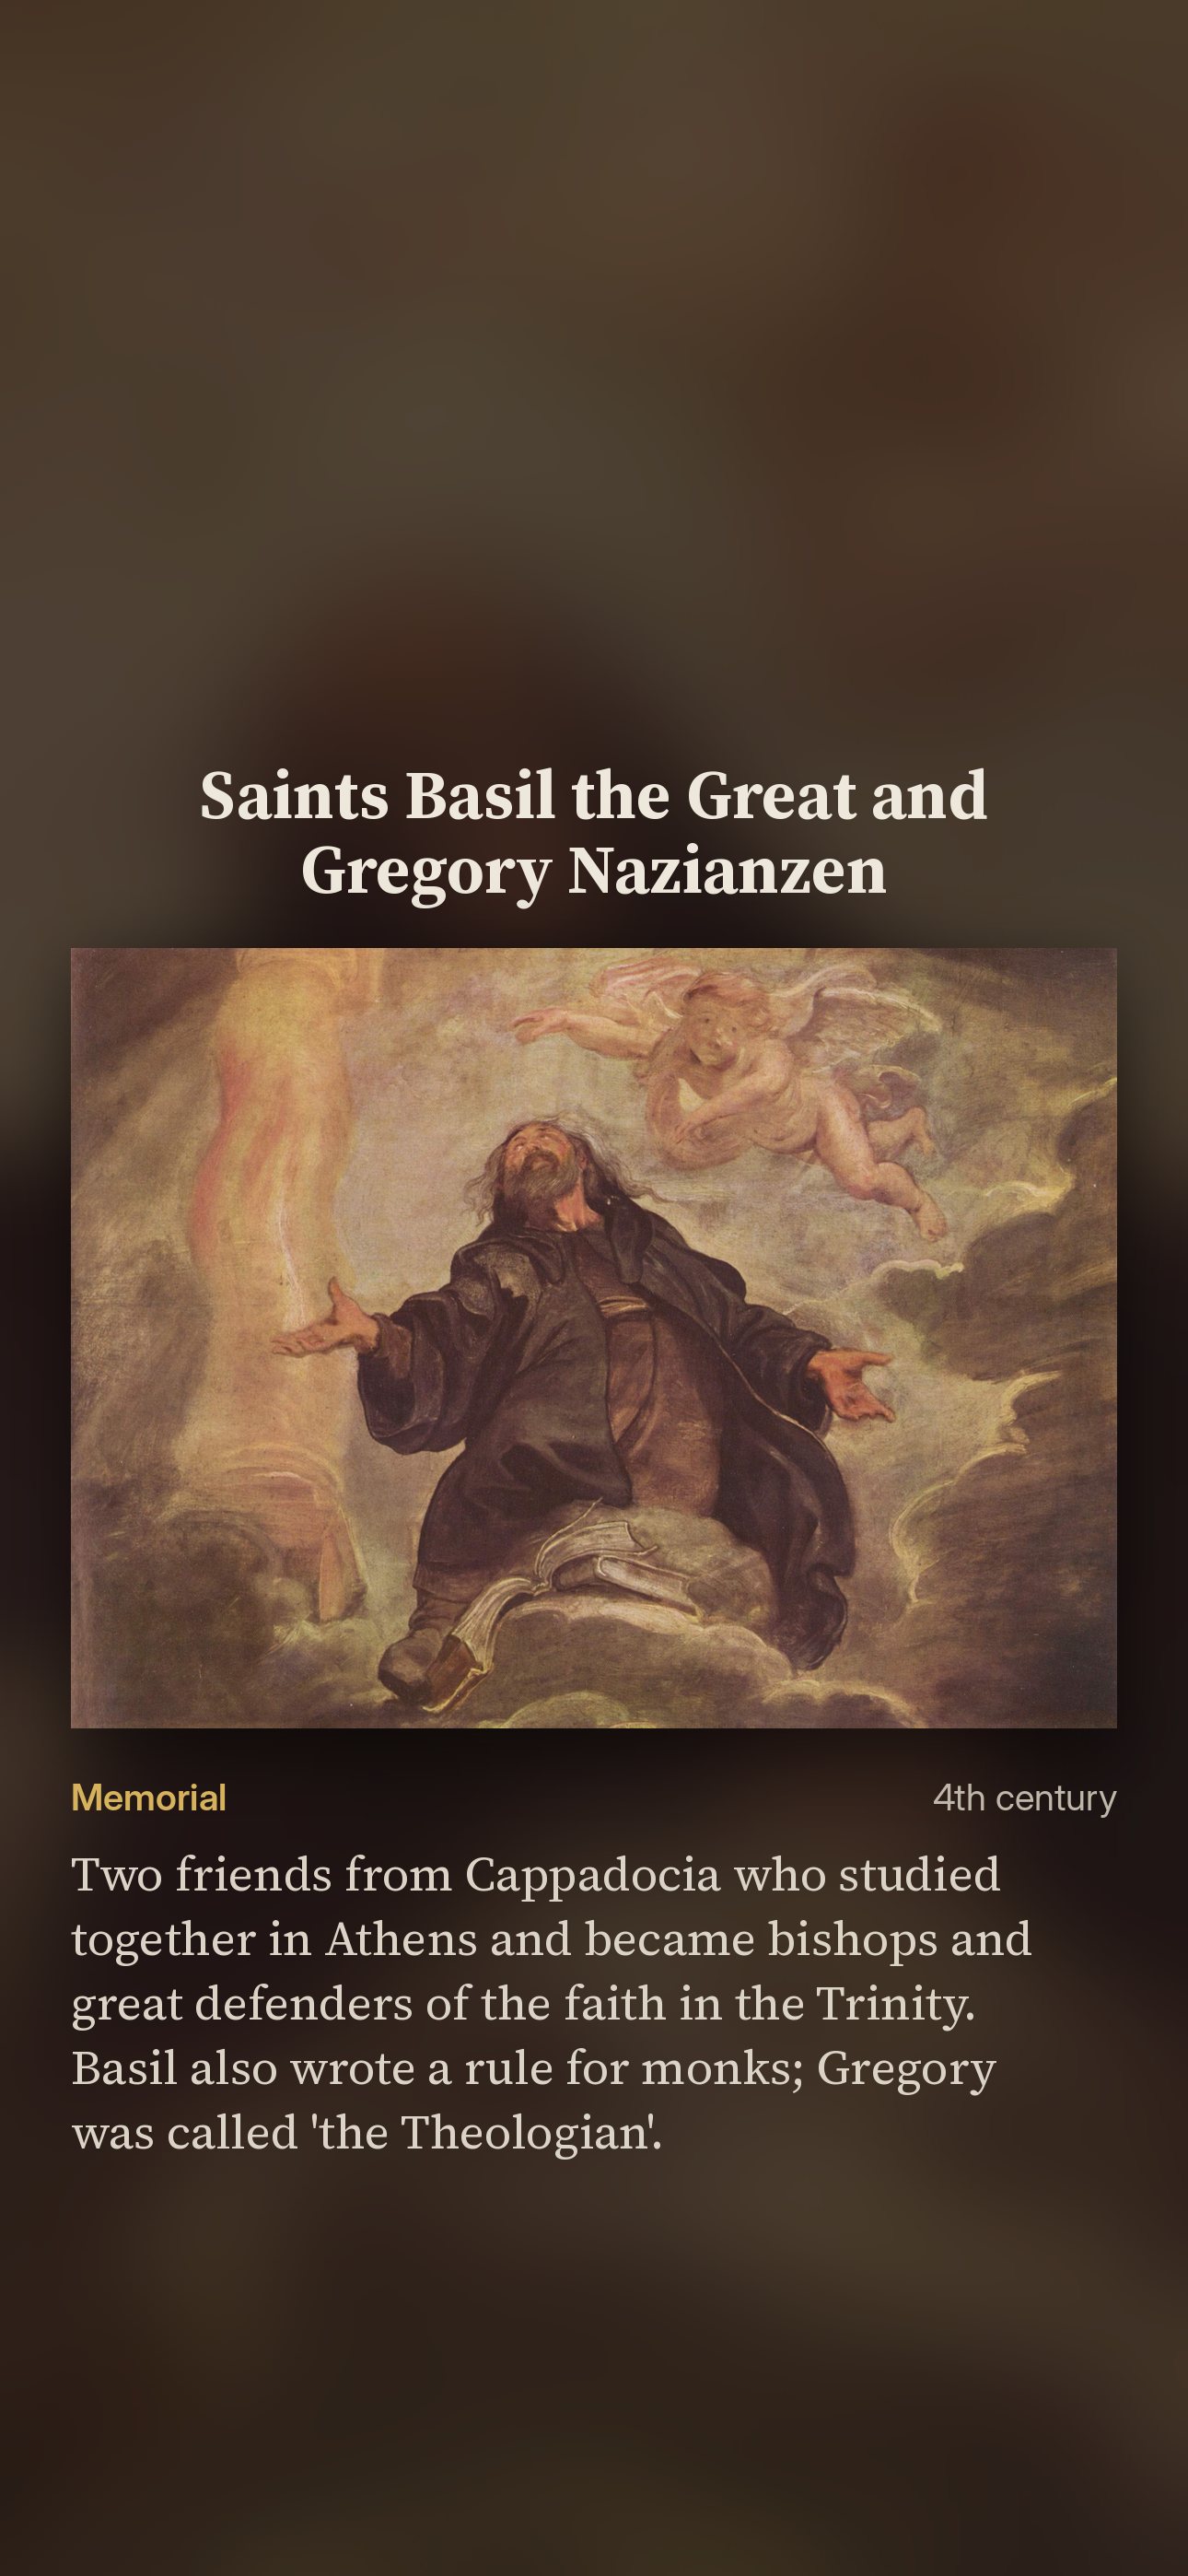 Saints Basil the Great and
Gregory Nazianzen
Memorial
4th century
Two friends from Cappadocia who studied
together in Athens and became bishops and
great defenders of the faith in the Trinity.
Basil also wrote a rule for monks; Gregory
was called 'the Theologian'.